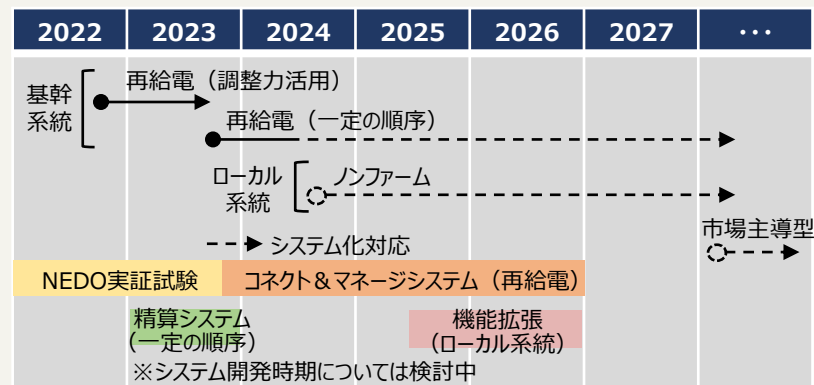 2022 2023 2024 2025 2026 2027 ・・・
再給電（調整力活用）
基幹
系統
再給電（一定の順序）
ローカル
系統
ノンファーム
市場主導型
システム化対応
NEDO実証試験
コネクト＆マネージシステム（再給電）
精算システム
（一定の順序）
機能拡張
（ローカル系統）
※システム開発時期については検討中